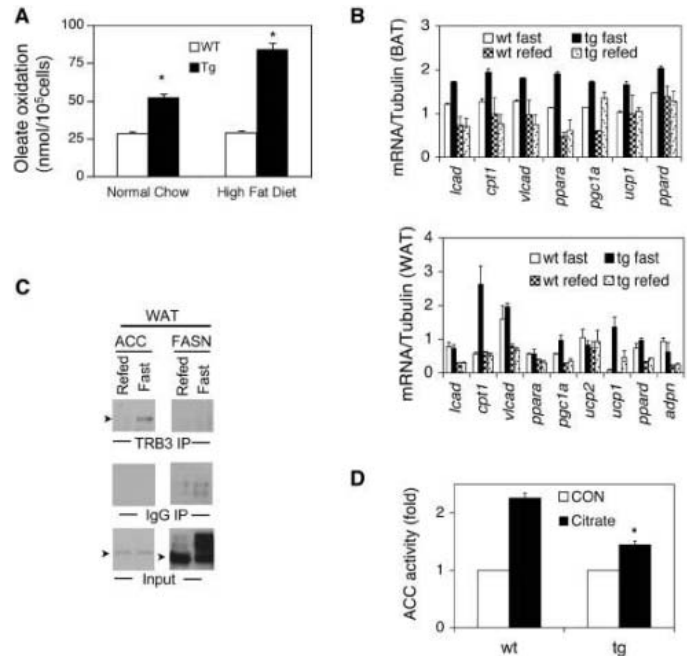 A
Oleate oxidation
(nmol/10⁵cells)
100
75
50
25
0
WT
Tg
*
*
Normal Chow
High Fat Diet
B
mRNA/Tubulin (BAT)
3
2
1
0
wt fast
tg fast
wt refed
tg refed
lcad
cpt1
vlcad
ppara
pgc1a
ucp1
ppard
mRNA/Tubulin (WAT)
4
3
2
1
0
wt fast
tg fast
wt refed
tg refed
lcad
cpt1
vlcad
ppara
pgc1a
ucp2
ucp1
ppard
adpn
C
WAT
ACC
FASN
Refed
Fast
Refed
Fast
TRB3 IP
IgG IP
Input
D
ACC activity (fold)
2
1
0
CON
Citrate
*
wt
tg